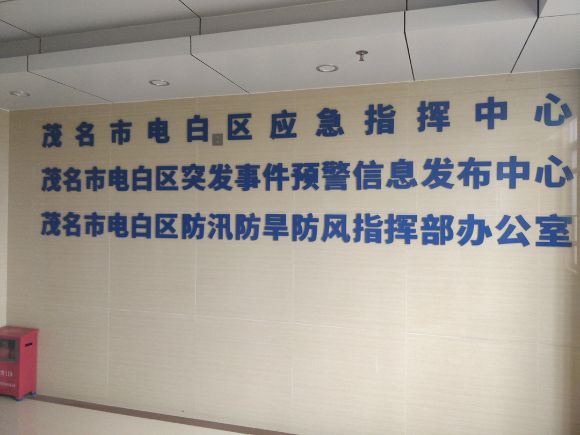 茂名市电白区应急指挥中心
茂名市电白区突发事件预警信息发布中心
茂名市电白区防汛防旱防风指挥部办公室